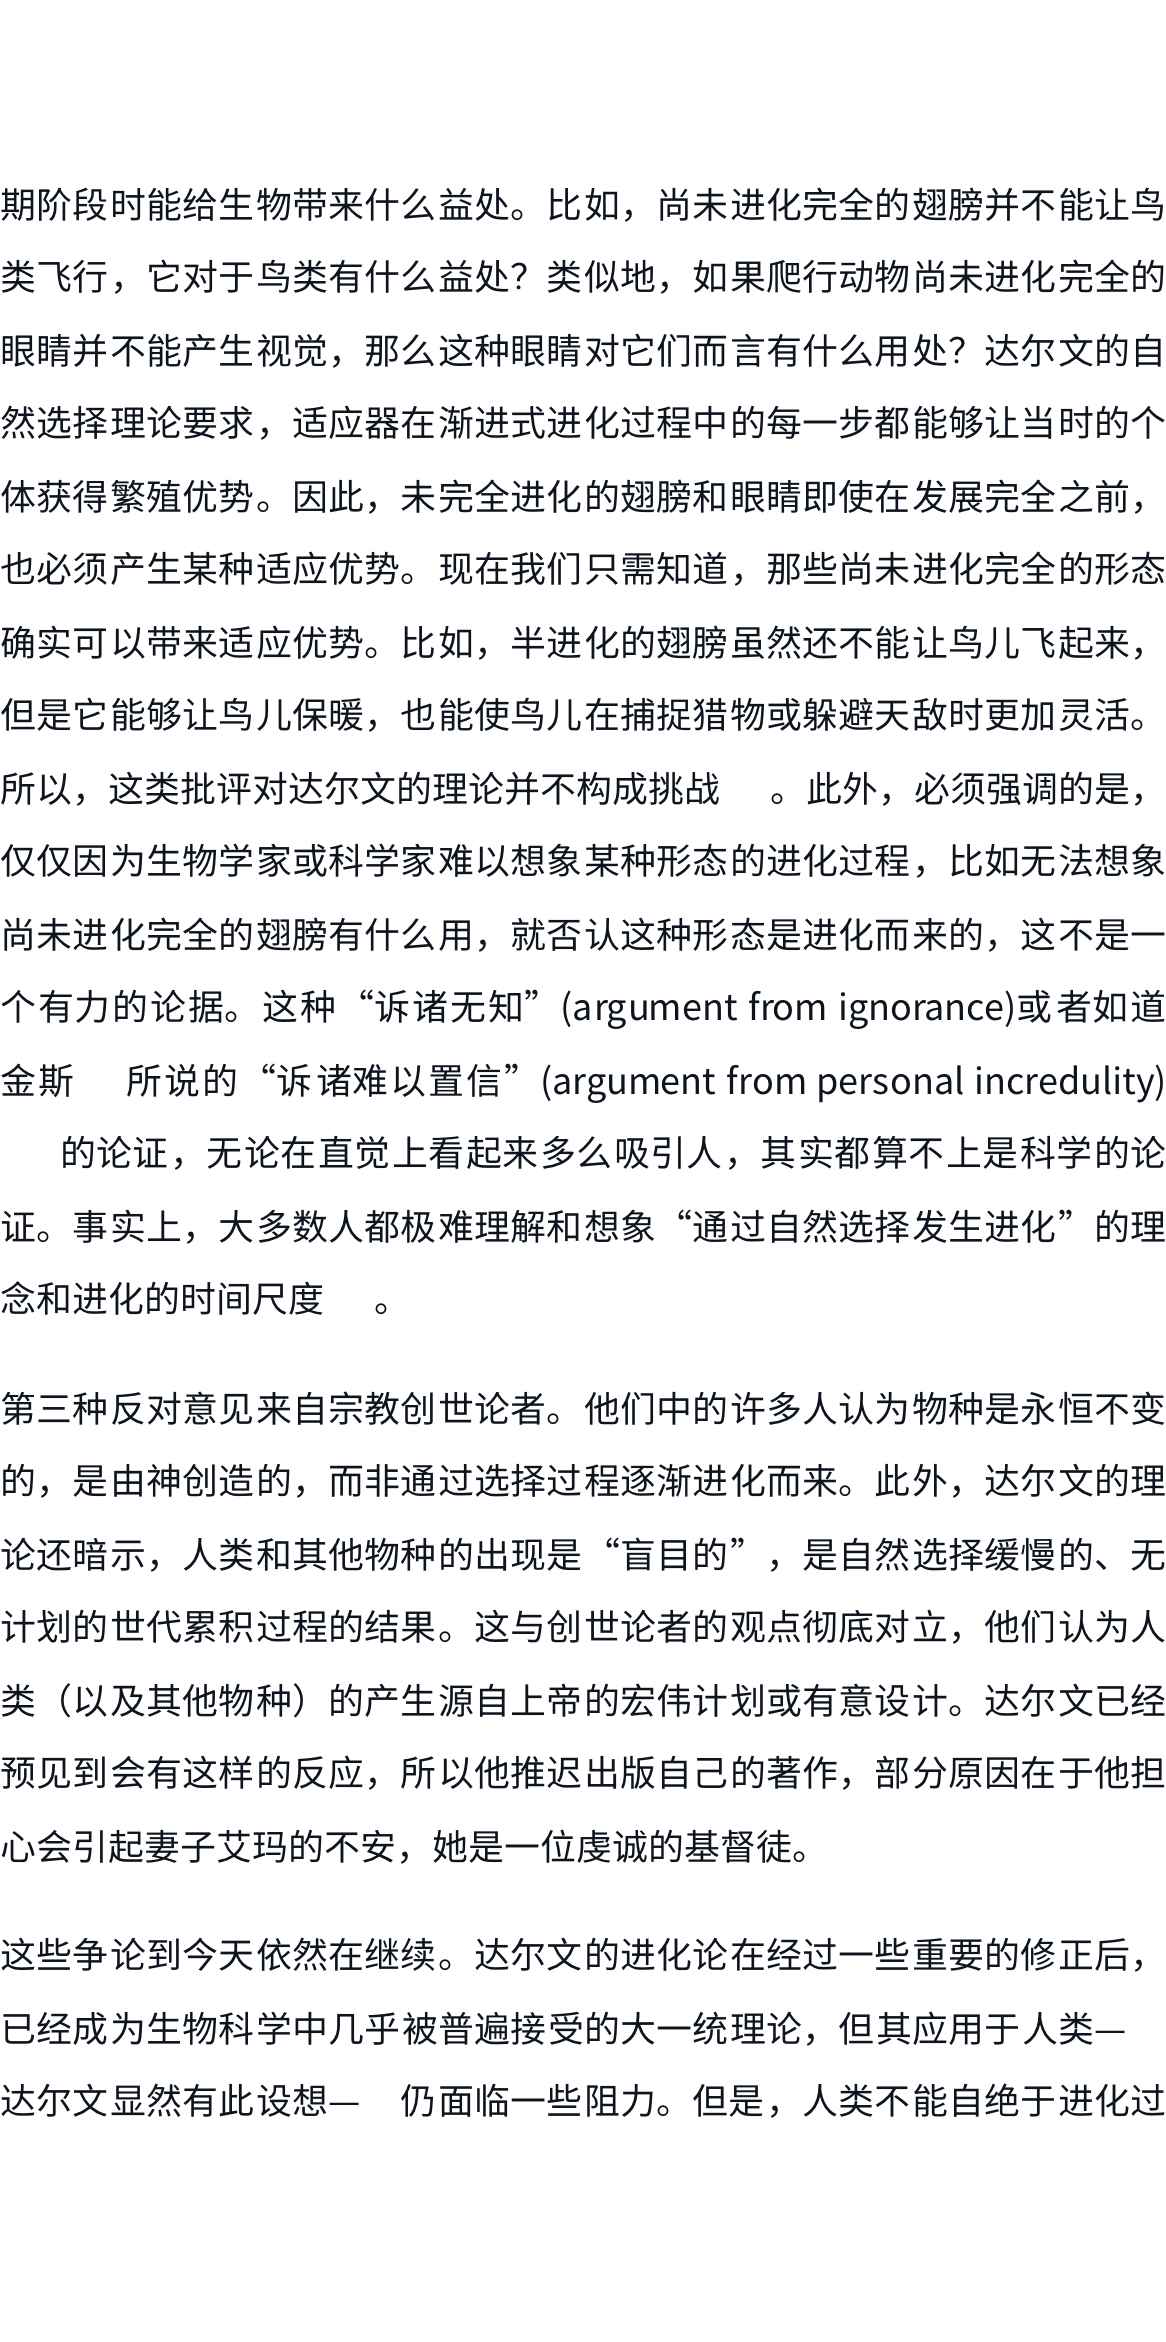 期阶段时能给生物带来什么益处。比如，尚未进化完全的翅膀并不能让鸟
类飞行，它对于鸟类有什么益处？类似地，如果爬行动物尚未进化完全的
眼睛并不能产生视觉，那么这种眼睛对它们而言有什么用处？达尔文的自
然选择理论要求，适应器在渐进式进化过程中的每一步都能够让当时的个
体获得繁殖优势。因此，未完全进化的翅膀和眼睛即使在发展完全之前，
也必须产生某种适应优势。现在我们只需知道，那些尚未进化完全的形态
确实可以带来适应优势。比如，半进化的翅膀虽然还不能让鸟儿飞起来，
但是它能够让鸟儿保暖，也能使鸟儿在捕捉猎物或躲避天敌时更加灵活。
所以，这类批评对达尔文的理论并不构成挑战 。此外，必须强调的是，
仅仅因为生物学家或科学家难以想象某种形态的进化过程，比如无法想象
尚未进化完全的翅膀有什么用，就否认这种形态是进化而来的，这不是一
个有力的论据。这种“诉诸无知”(argument from ignorance)或者如道
金斯 所说的“诉诸难以置信”(argument from personal incredulity)
的论证，无论在直觉上看起来多么吸引人，其实都算不上是科学的论
证。事实上，大多数人都极难理解和想象“通过自然选择发生进化”的理
念和进化的时间尺度 。
第三种反对意见来自宗教创世论者。他们中的许多人认为物种是永恒不变
的，是由神创造的，而非通过选择过程逐渐进化而来。此外，达尔文的理
论还暗示，人类和其他物种的出现是“盲目的”，是自然选择缓慢的、无
计划的世代累积过程的结果。这与创世论者的观点彻底对立，他们认为人
类（以及其他物种）的产生源自上帝的宏伟计划或有意设计。达尔文已经
预见到会有这样的反应，所以他推迟出版自己的著作，部分原因在于他担
心会引起妻子艾玛的不安，她是一位虔诚的基督徒。
这些争论到今天依然在继续。达尔文的进化论在经过一些重要的修正后，
已经成为生物科学中几乎被普遍接受的大一统理论，但其应用于人类—
达尔文显然有此设想— 仍面临一些阻力。但是，人类不能自绝于进化过